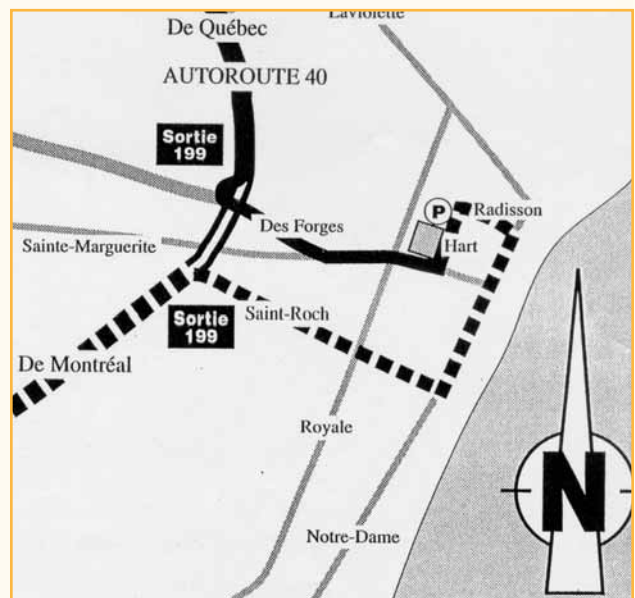 Laviolette
De Québec
AUTOROUTE 40
Sortie
199
P
Radisson
Des Forges
Hart
Sainte-Marguerite
Sortie
199
Saint-Roch
De Montréal
Royale
Notre-Dame
N